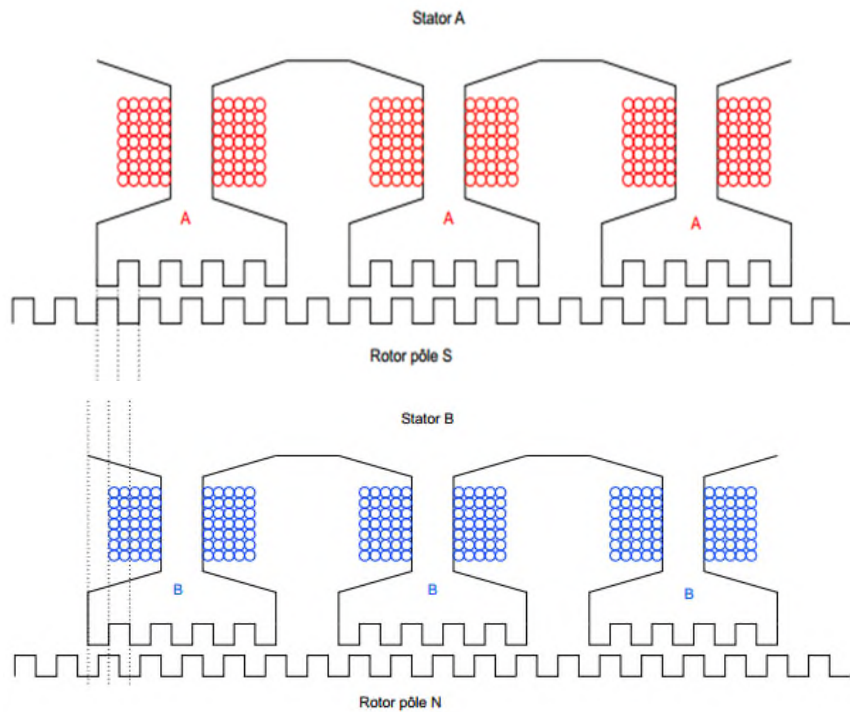 Stator A
A A A
Rotor pôle S
Stator B
B B B
Rotor pôle N